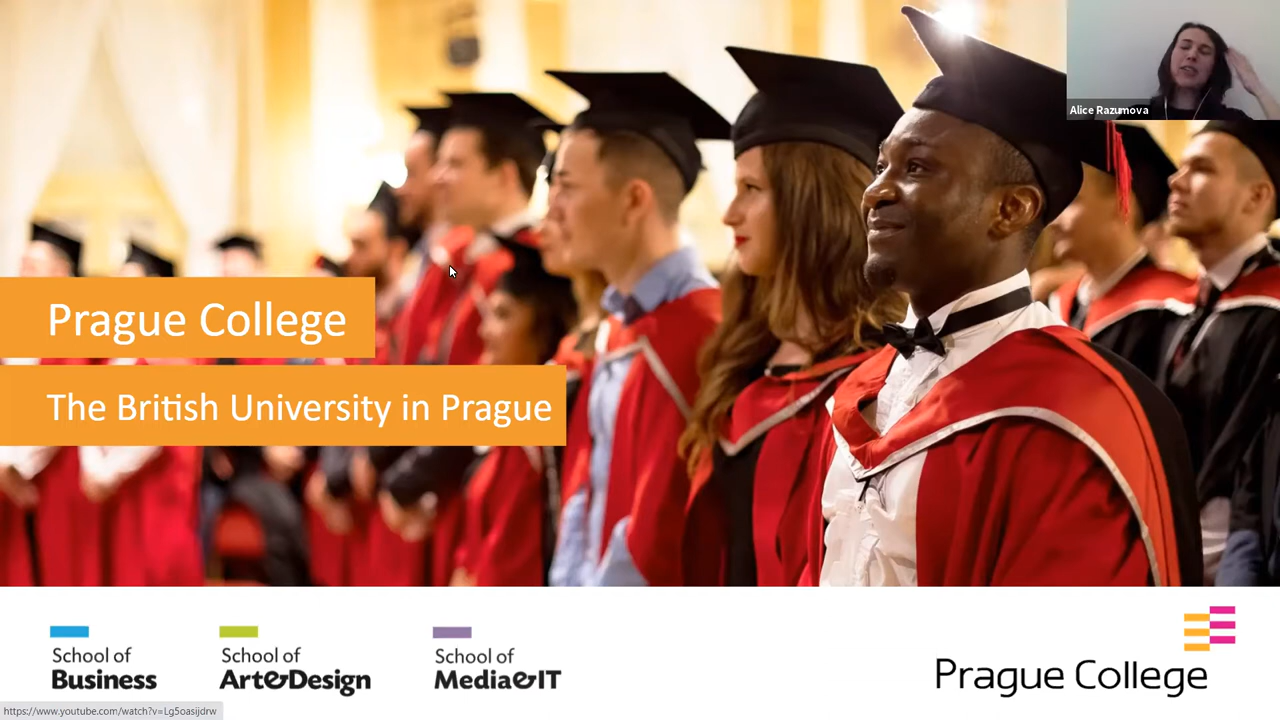 Alice Razumova
Prague College
The British University in Prague
School of
Business
School of
Art&Design
School of
Media&IT
Prague College
https://www.youtube.com/watch?v=Lg5oasijdrw